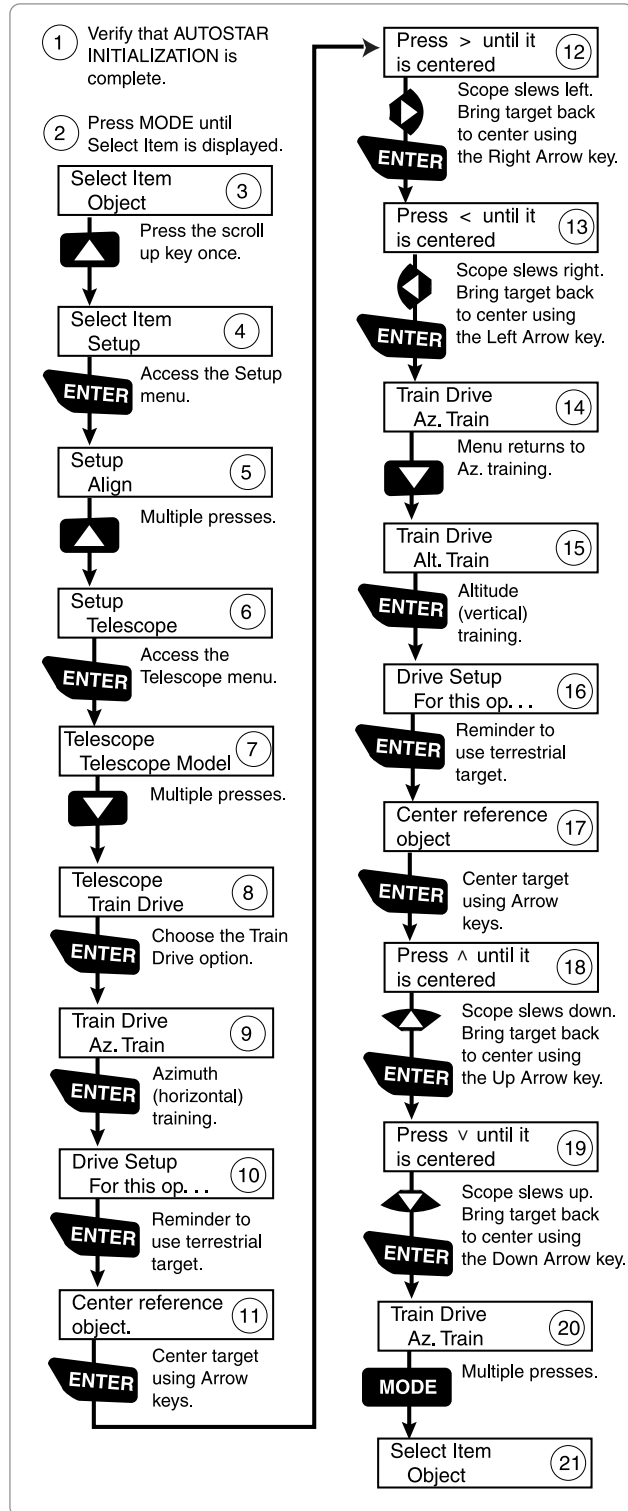 1 Verify that AUTOSTAR
INITIALIZATION is
complete.
2 Press MODE until
Select Item is displayed.
Select Item
Object
3
Press the scroll
up key once.
Select Item
Setup
4
ENTER
Access the Setup
menu.
Setup
Align
5
Multiple presses.
Setup
Telescope
6
ENTER
Access the
Telescope menu.
Telescope
Telescope Model
7
Multiple presses.
Telescope
Train Drive
8
ENTER
Choose the Train
Drive option.
Train Drive
Az. Train
9
ENTER
Azimuth
(horizontal)
training.
Drive Setup
For this op. . .
10
ENTER
Reminder to
use terrestrial
target.
Center reference
object.
11
ENTER
Center target
using Arrow
keys.
Press > until it
is centered
12
Scope slews left.
Bring target back
to center using
the Right Arrow key.
ENTER
Press < until it
is centered
13
Scope slews right.
Bring target back
to center using
the Left Arrow key.
ENTER
Train Drive
Az. Train
14
Menu returns to
Az. training.
Train Drive
Alt. Train
15
ENTER
Altitude
(vertical)
training.
Drive Setup
For this op. . .
16
ENTER
Reminder to
use terrestrial
target.
Center reference
object
17
ENTER
Center target
using Arrow
keys.
Press ^ until it
is centered
18
Scope slews down.
Bring target back
to center using
the Up Arrow key.
ENTER
Press v until it
is centered
19
Scope slews up.
Bring target back
to center using
the Down Arrow key.
ENTER
Train Drive
Az. Train
20
MODE
Multiple presses.
Select Item
Object
21